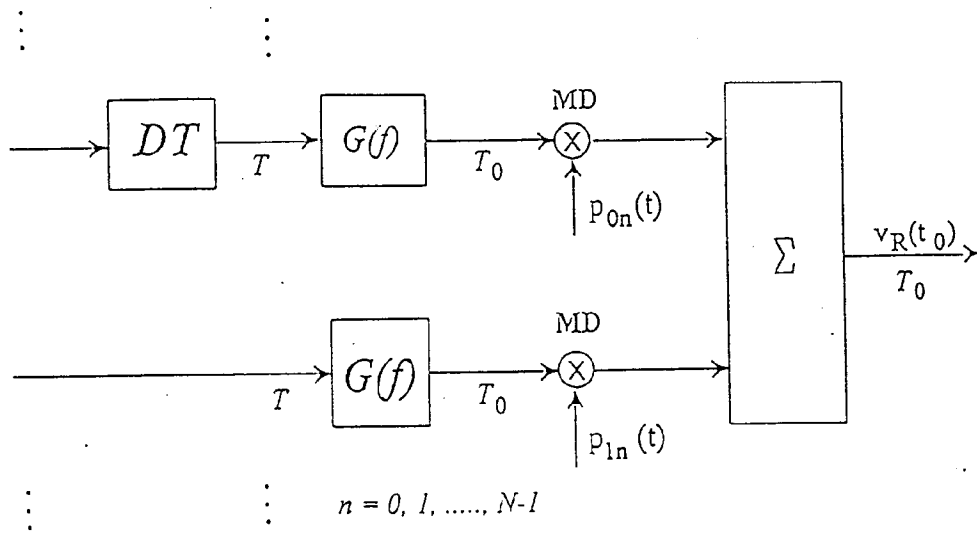 MD
DT
T
G(f)
T₀
X
p₀ₙ(t)
Σ
v_R(t₀)
T₀
MD
T
G(f)
T₀
X
p₁ₙ(t)
n = 0, 1, ....., N-1